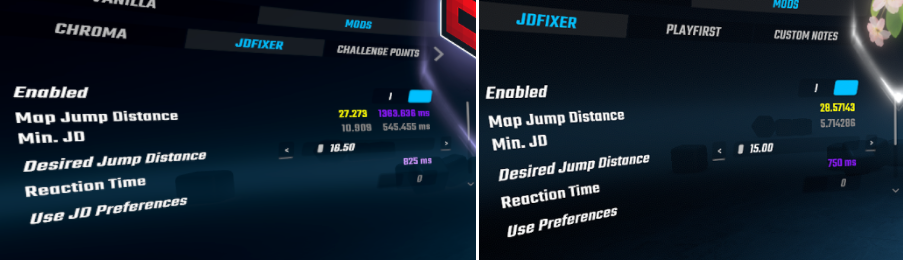 VANILLA
MODS
CHROMA
JDFIXER
CHALLENGE POINTS
>
Enabled
I
Map Jump Distance
27.273 1363.636 ms
Min. JD
10.909 545.455 ms
Desired Jump Distance
< 16.50 >
Reaction Time
825 ms
Use JD Preferences
0
MODS
JDFIXER
PLAYFIRST
CUSTOM NOTES
Enabled
I
Map Jump Distance
28.57143
Min. JD
5.714286
Desired Jump Distance
< 15.00 >
Reaction Time
750 ms
Use Preferences
0